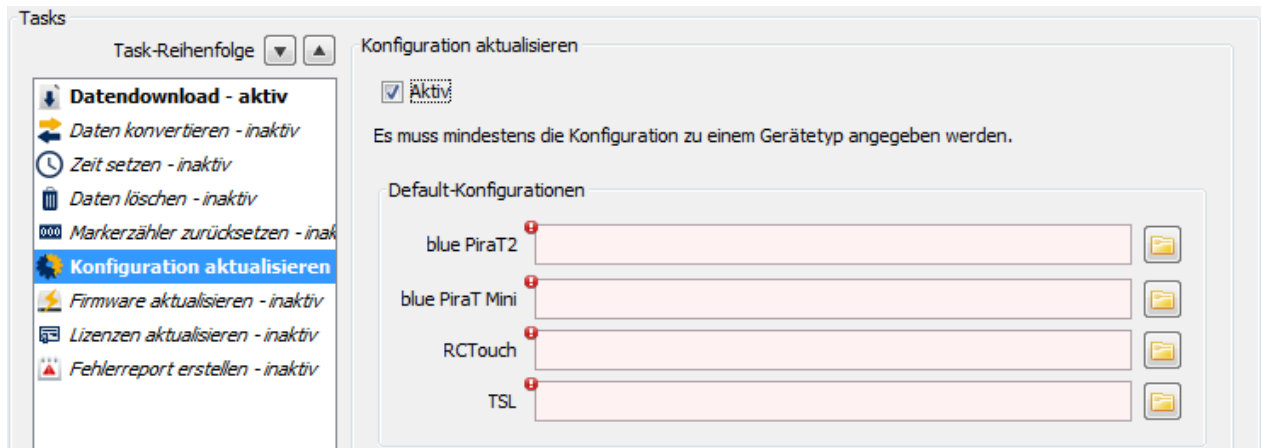 Tasks
Task-Reihenfolge
Datendownload - aktiv
Daten konvertieren - inaktiv
Zeit setzen - inaktiv
Daten löschen - inaktiv
000 Markerzähler zurücksetzen - inak
Konfiguration aktualisieren
Firmware aktualisieren - inaktiv
Lizenzen aktualisieren - inaktiv
Fehlerreport erstellen - inaktiv
Konfiguration aktualisieren
Aktiv
Es muss mindestens die Konfiguration zu einem Gerätetyp angegeben werden.
Default-Konfigurationen
blue PiraT2
blue PiraT Mini
RCTouch
TSL